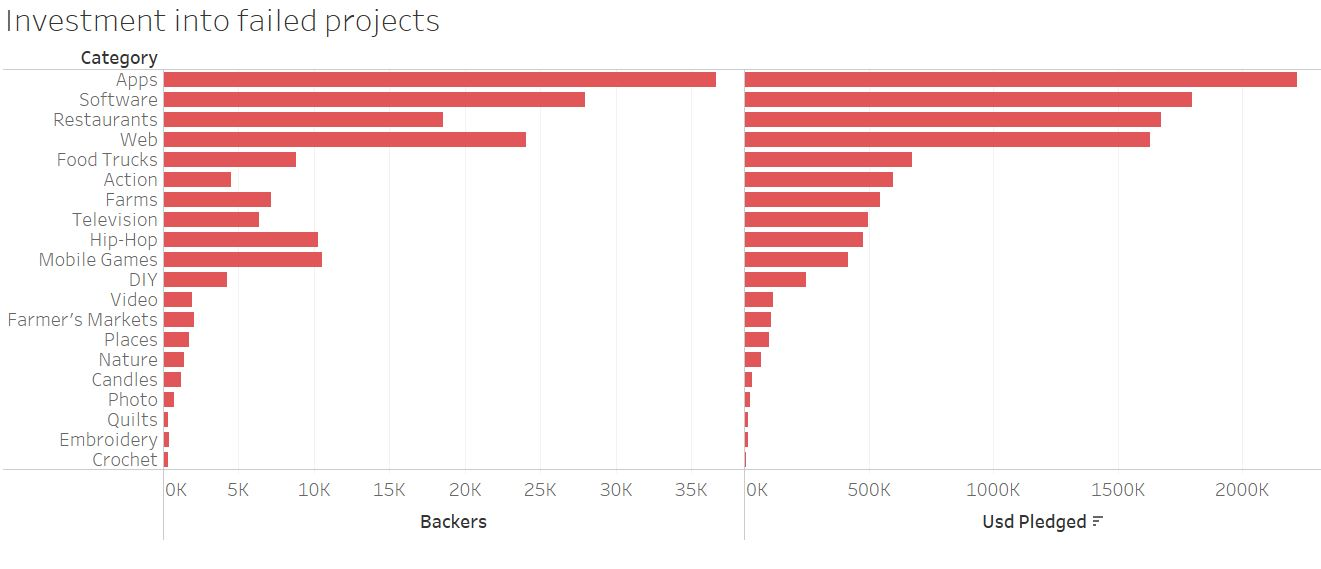 Investment into failed projects
Category
Apps
Software
Restaurants
Web
Food Trucks
Action
Farms
Television
Hip-Hop
Mobile Games
DIY
Video
Farmer's Markets
Places
Nature
Candles
Photo
Quilts
Embroidery
Crochet
0K 5K 10K 15K 20K 25K 30K 35K 0K 500K 1000K 1500K 2000K
Backers Usd Pledged